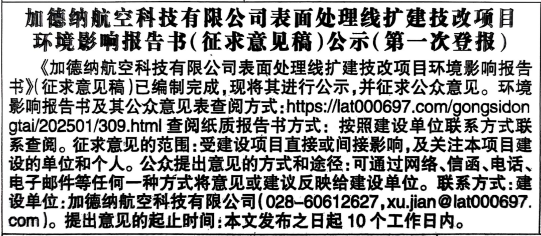 加德纳航空科技有限公司表面处理线扩建技改项目
环境影响报告书(征求意见稿)公示(第一次登报)
《加德纳航空科技有限公司表面处理线扩建技改项目环境影响报告
书》(征求意见稿)已编制完成,现将其进行公示,并征求公众意见。环境
影响报告书及其公众意见表查阅方式:https://lat000697.com/gongsidon
gtai/202501/309.html 查阅纸质报告书方式: 按照建设单位联系方式联
系查阅。征求意见的范围:受建设项目直接或间接影响,及关注本项目建
设的单位和个人。公众提出意见的方式和途径:可通过网络、信函、电话、
电子邮件等任何一种方式将意见或建议反映给建设单位。联系方式:建
设单位:加德纳航空科技有限公司(028-60612627,xu.jian@lat000697.
com)。提出意见的起止时间:本文发布之日起 10 个工作日内。